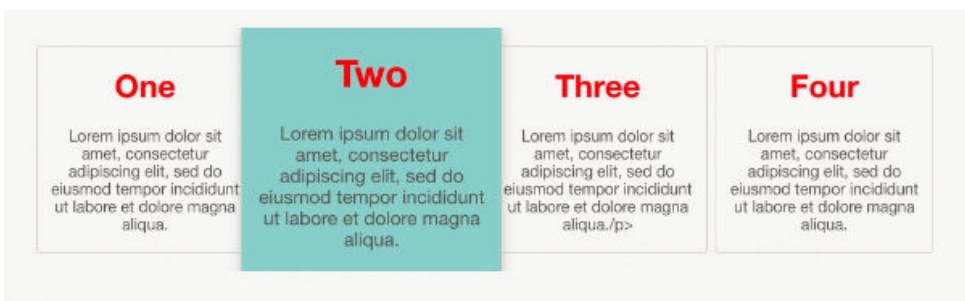 One
Lorem ipsum dolor sit
amet, consectetur
adipiscing elit, sed do
eiusmod tempor incididunt
ut labore et dolore magna
aliqua.
Two
Lorem ipsum dolor sit
amet, consectetur
adipiscing elit, sed do
eiusmod tempor incididunt
ut labore et dolore magna
aliqua.
Three
Lorem ipsum dolor sit
amet, consectetur
adipiscing elit, sed do
eiusmod tempor incididunt
ut labore et dolore magna
aliqua./p>
Four
Lorem ipsum dolor sit
amet, consectetur
adipiscing elit, sed do
eiusmod tempor incididunt
ut labore et dolore magna
aliqua.